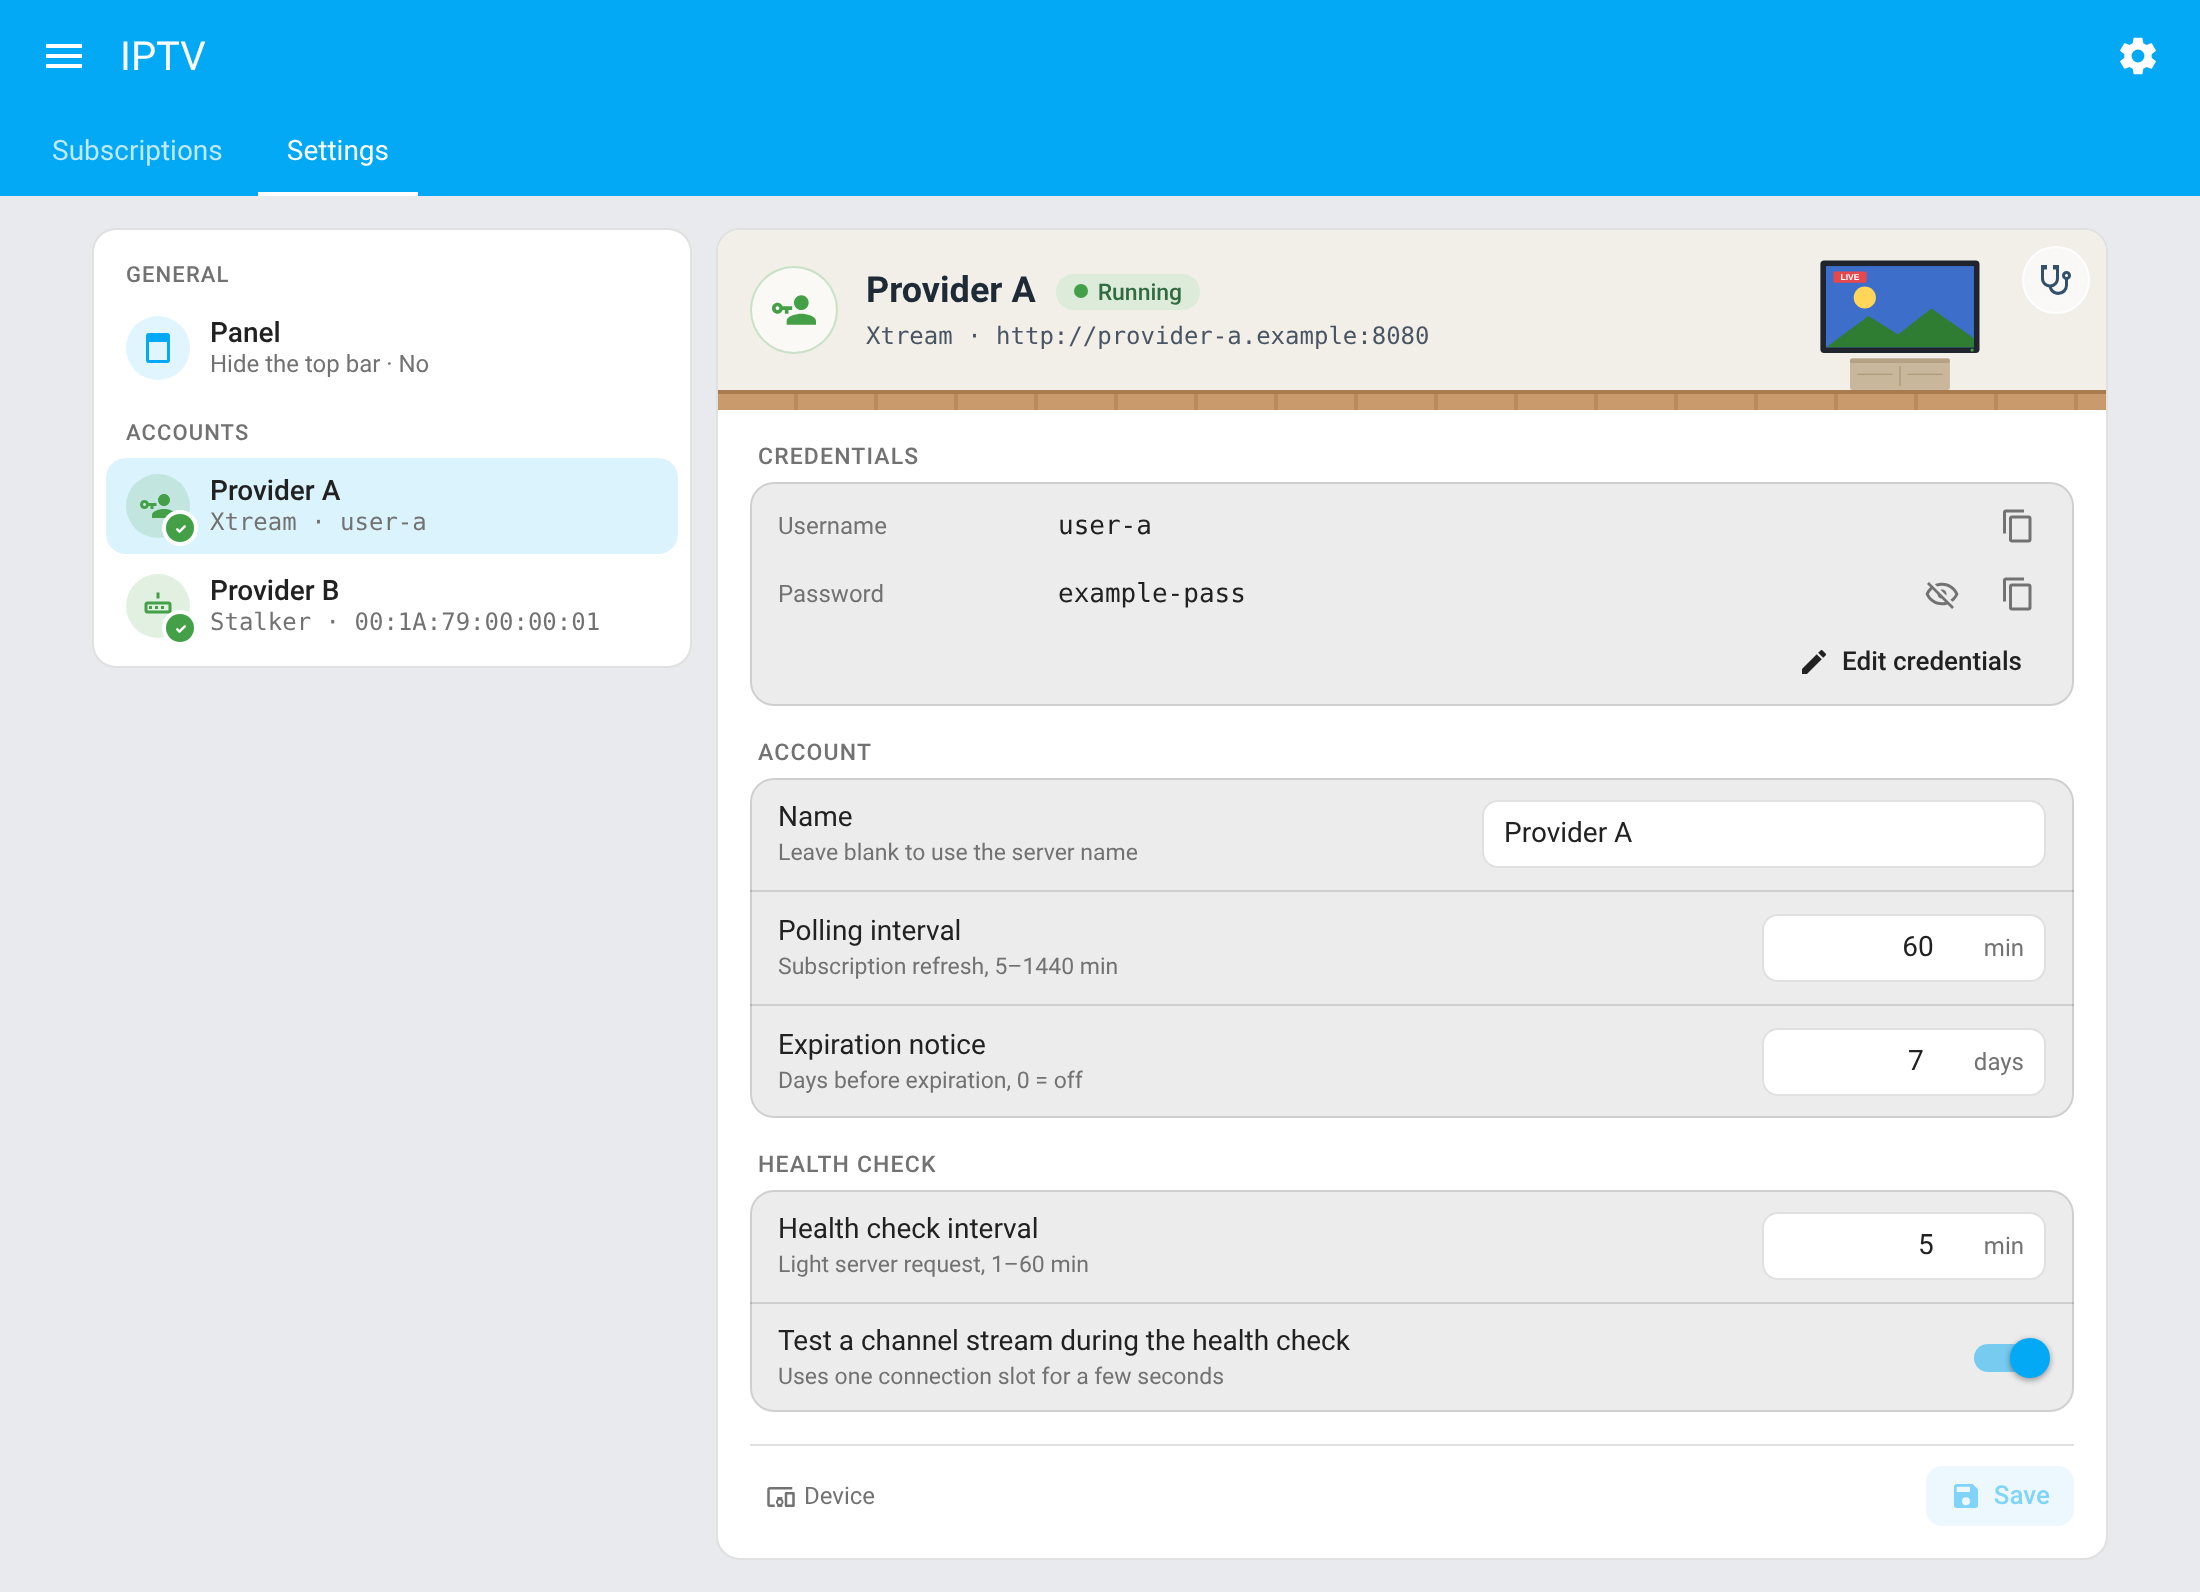 IPTV
Subscriptions
Settings
GENERAL
Panel
Hide the top bar · No
ACCOUNTS
Provider A
Xtream · user-a
Provider B
Stalker · 00:1A:79:00:00:01
Provider A
Running
Xtream · http://provider-a.example:8080
LIVE
CREDENTIALS
Username
user-a
Password
example-pass
Edit credentials
ACCOUNT
Name
Leave blank to use the server name
Provider A
Polling interval
Subscription refresh, 5–1440 min
60 min
Expiration notice
Days before expiration, 0 = off
7 days
HEALTH CHECK
Health check interval
Light server request, 1–60 min
5 min
Test a channel stream during the health check
Uses one connection slot for a few seconds
Device
Save